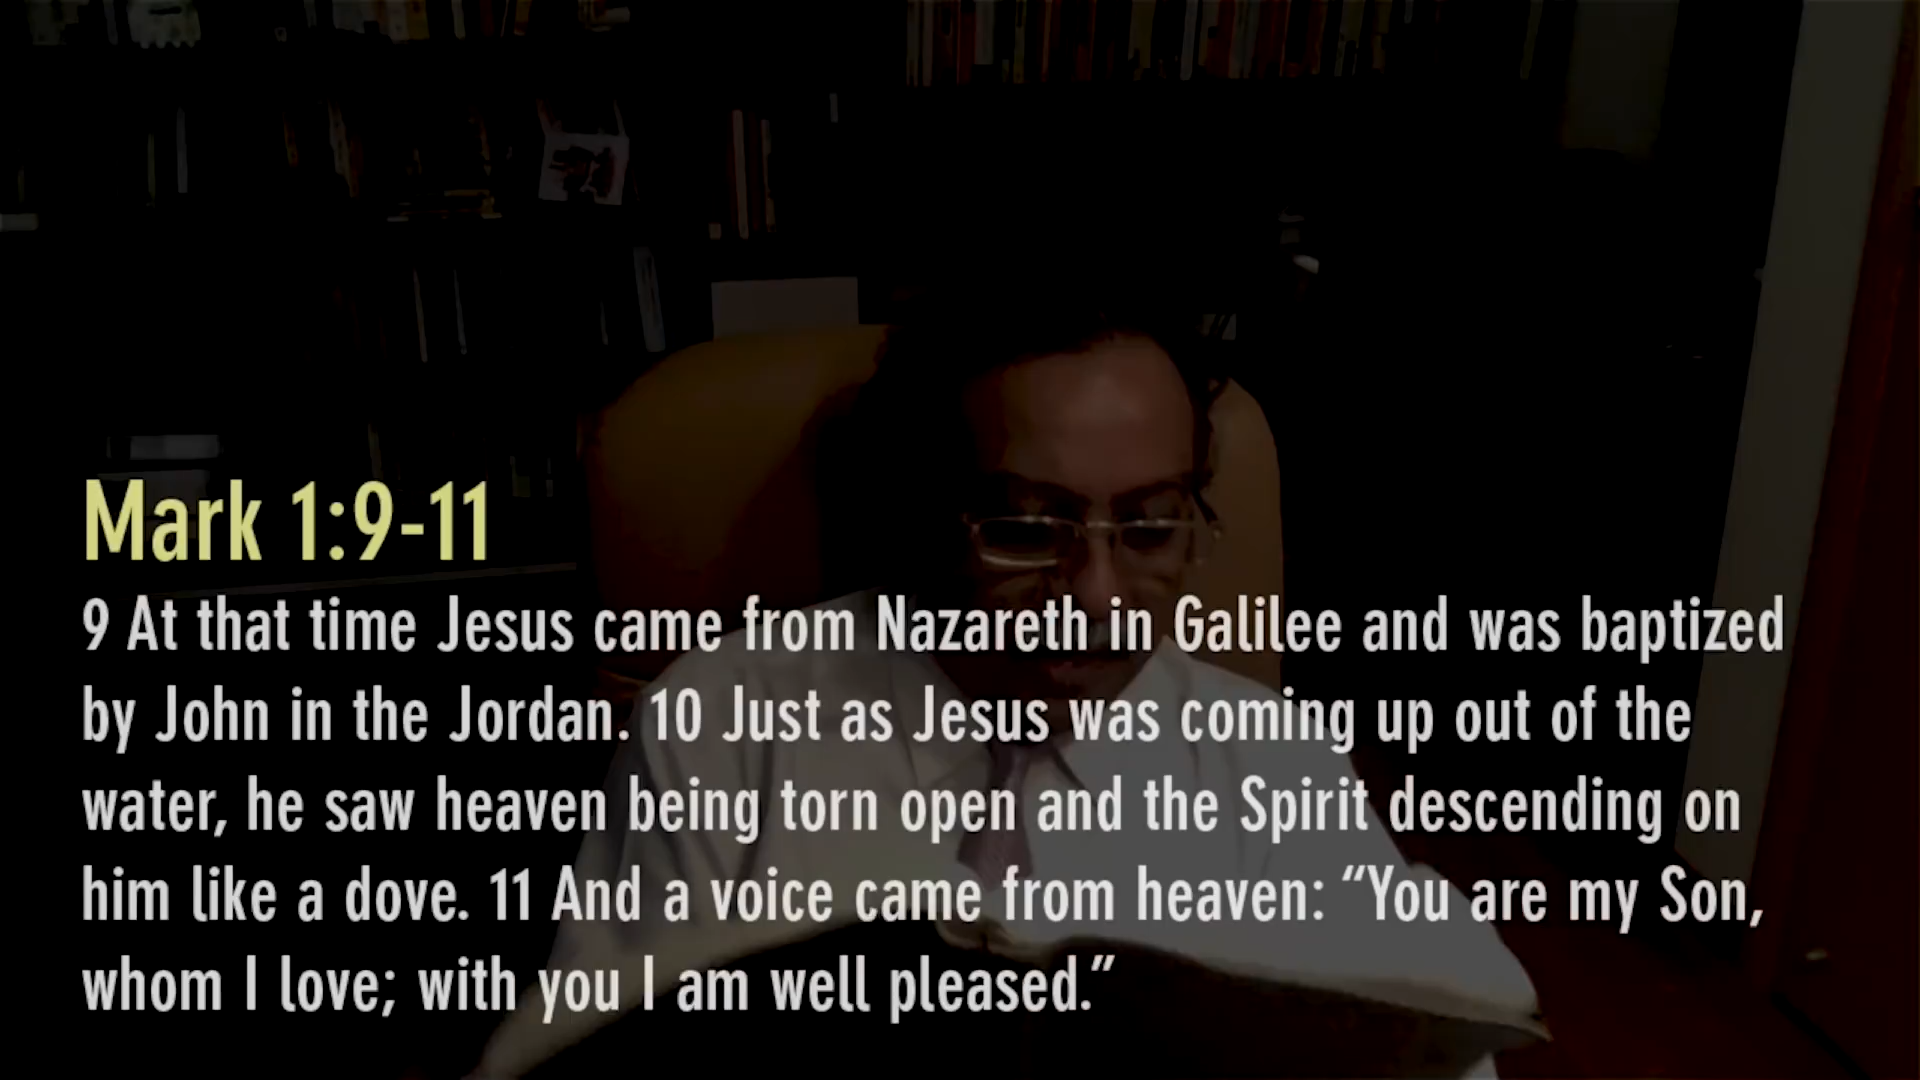 Mark 1:9-11
9 At that time Jesus came from Nazareth in Galilee and was baptized
by John in the Jordan. 10 Just as Jesus was coming up out of the
water, he saw heaven being torn open and the Spirit descending on
him like a dove. 11 And a voice came from heaven: “You are my Son,
whom I love; with you I am well pleased.”